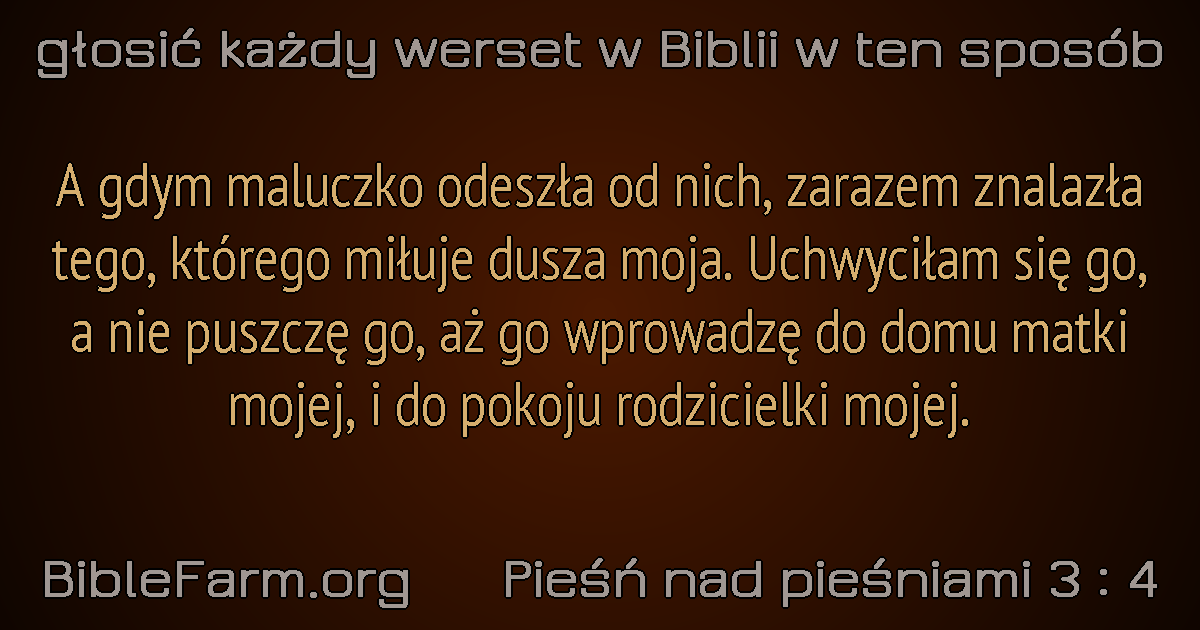 głosić każdy werset w Biblii w ten sposób
A gdym maluczko odeszła od nich, zarazem znalazła
tego, którego miłuje dusza moja. Uchwyciłam się go,
a nie puszczę go, aż go wprowadzę do domu matki
mojej, i do pokoju rodzicielki mojej.
BibleFarm.org Pieśń nad pieśniami 3 : 4